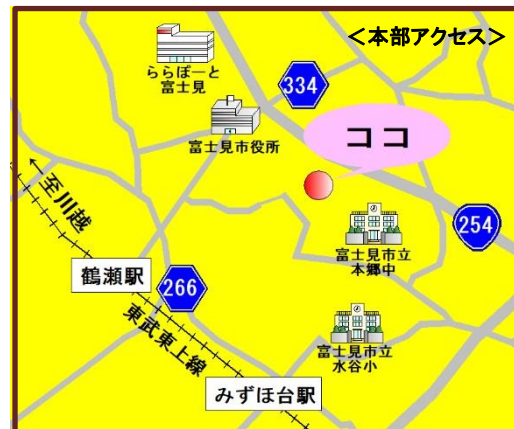 ＜本部アクセス＞
ららぽーと
富士見
334
富士見市役所
ココ
至川越
254
富士見市立
本郷中
鶴瀬駅
266
東武東上線
富士見市立
水谷小
みずほ台駅